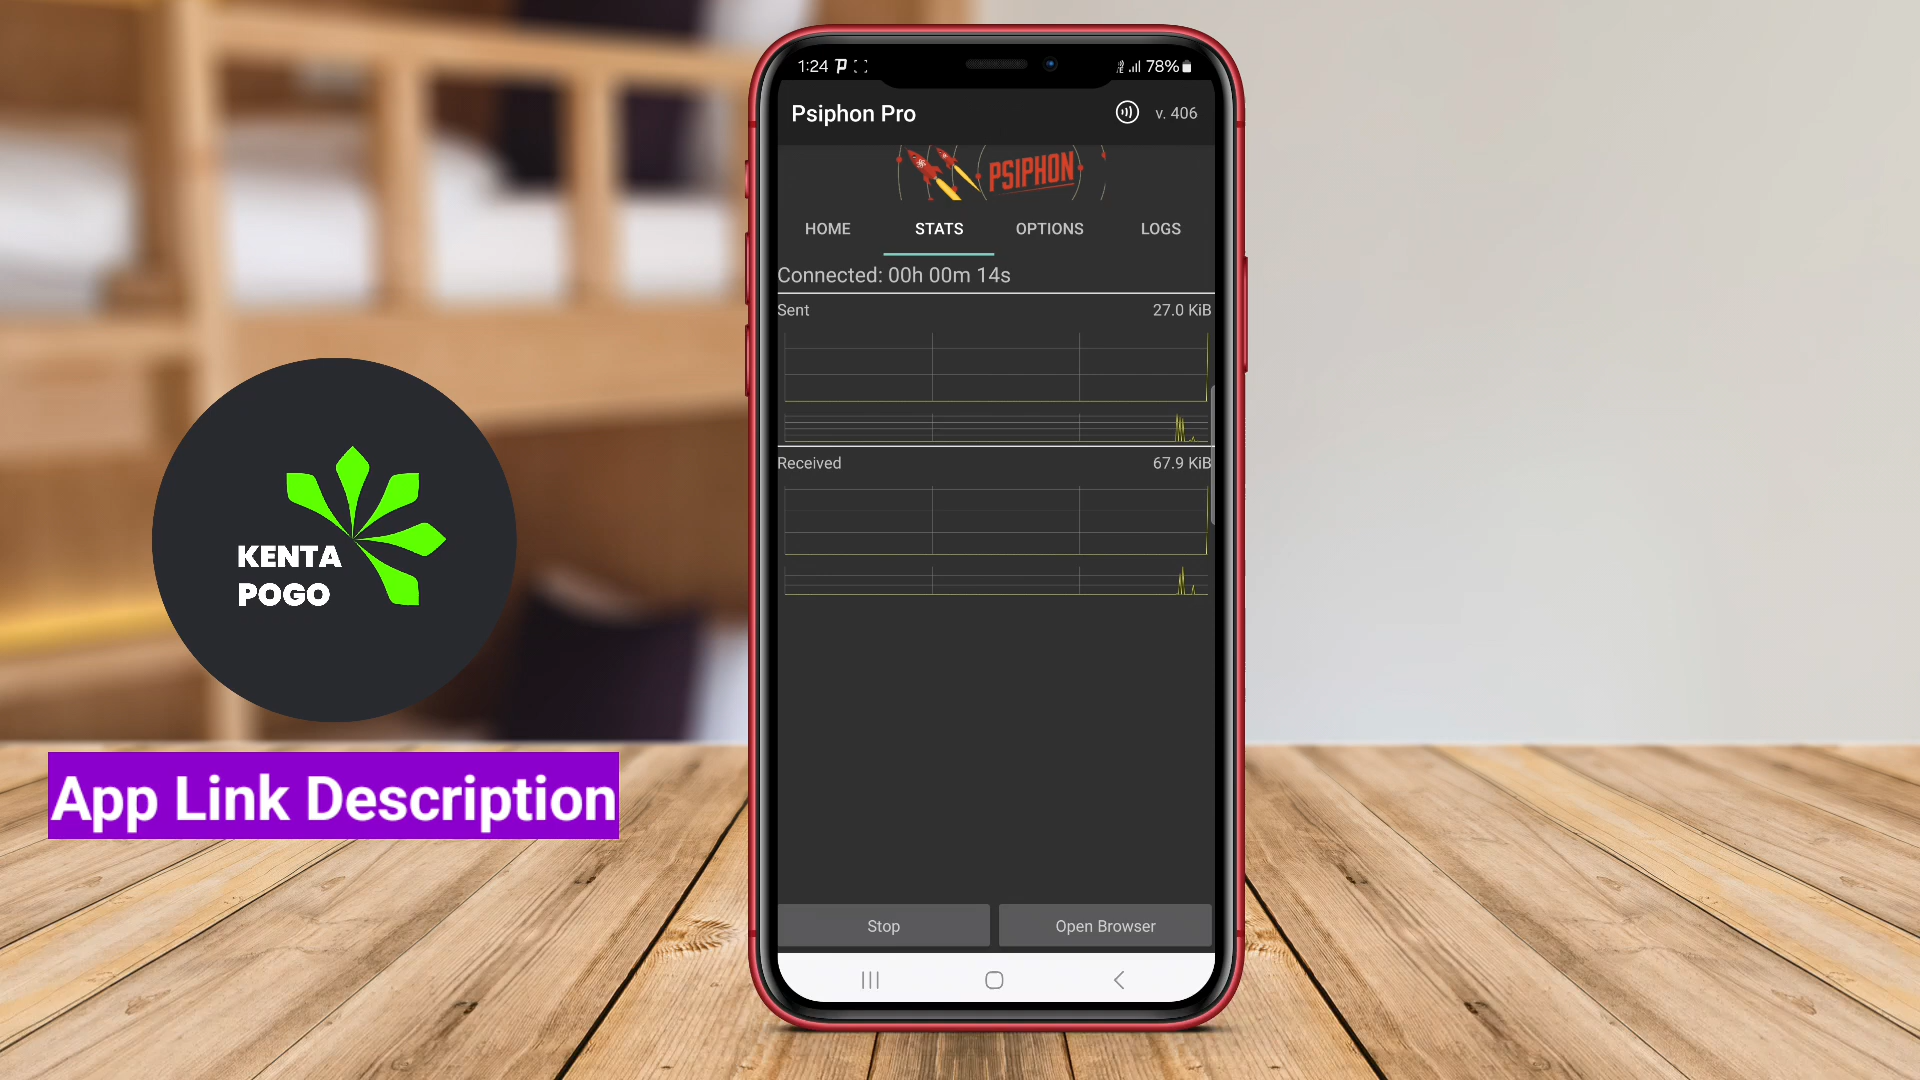 1:24
78%
Psiphon Pro
v. 406
PSIPHON
HOME
STATS
OPTIONS
LOGS
Connected: 00h 00m 14s
Sent
27.0 KiB
Received
67.9 KiB
Stop
Open Browser
KENTA
POGO
App Link Description